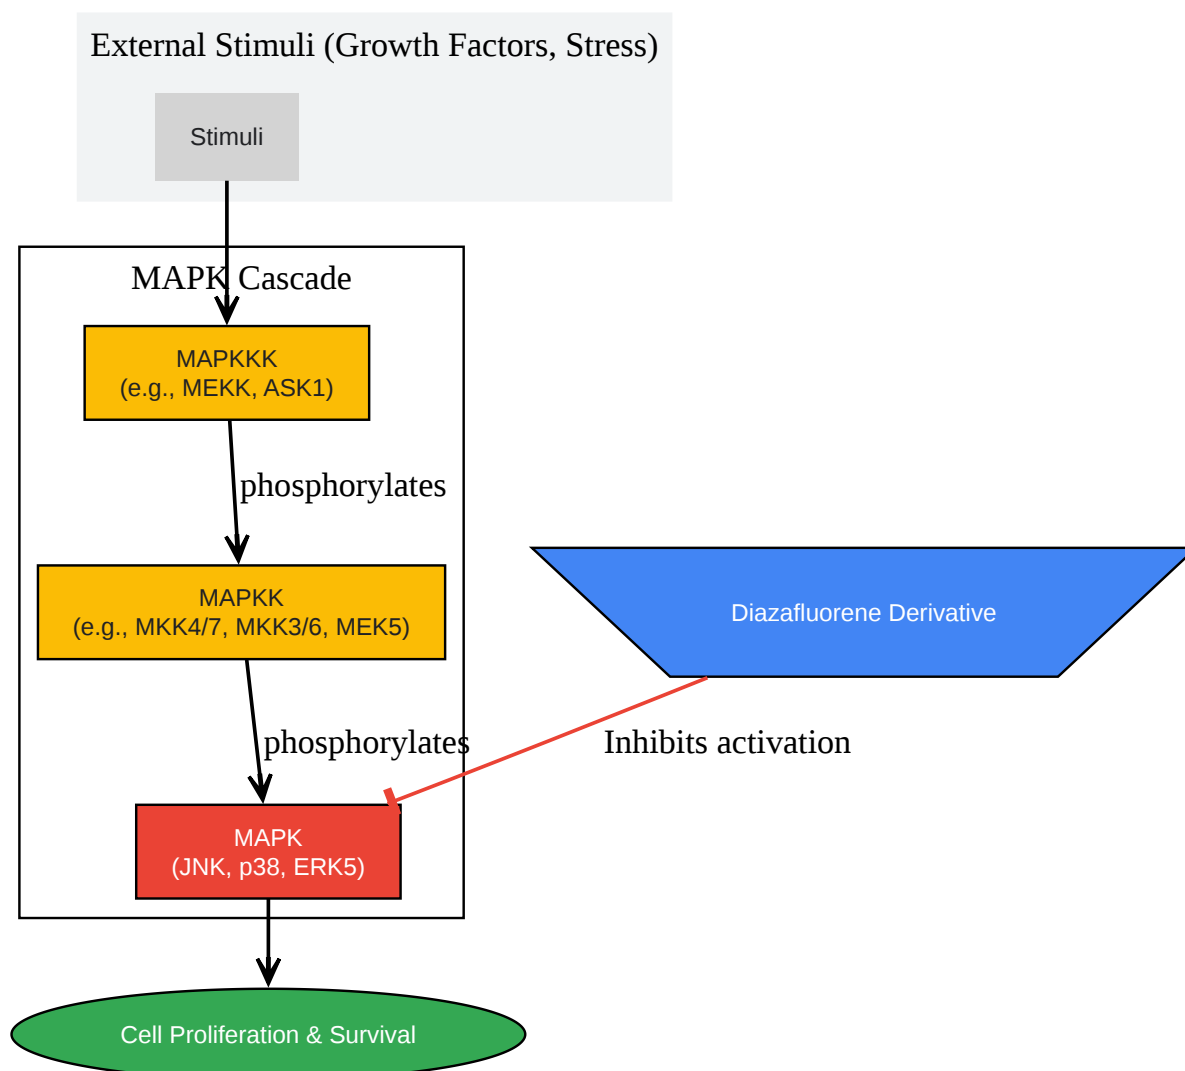 External Stimuli (Growth Factors, Stress)
Stimuli
MAPK Cascade
MAPKKK
(e.g., MEKK, ASK1)
phosphorylates
MAPKK
(e.g., MKK4/7, MKK3/6, MEK5)
Diazafluorene Derivative
phosphorylates
Inhibits activation
MAPK
(JNK, p38, ERK5)
Cell Proliferation & Survival